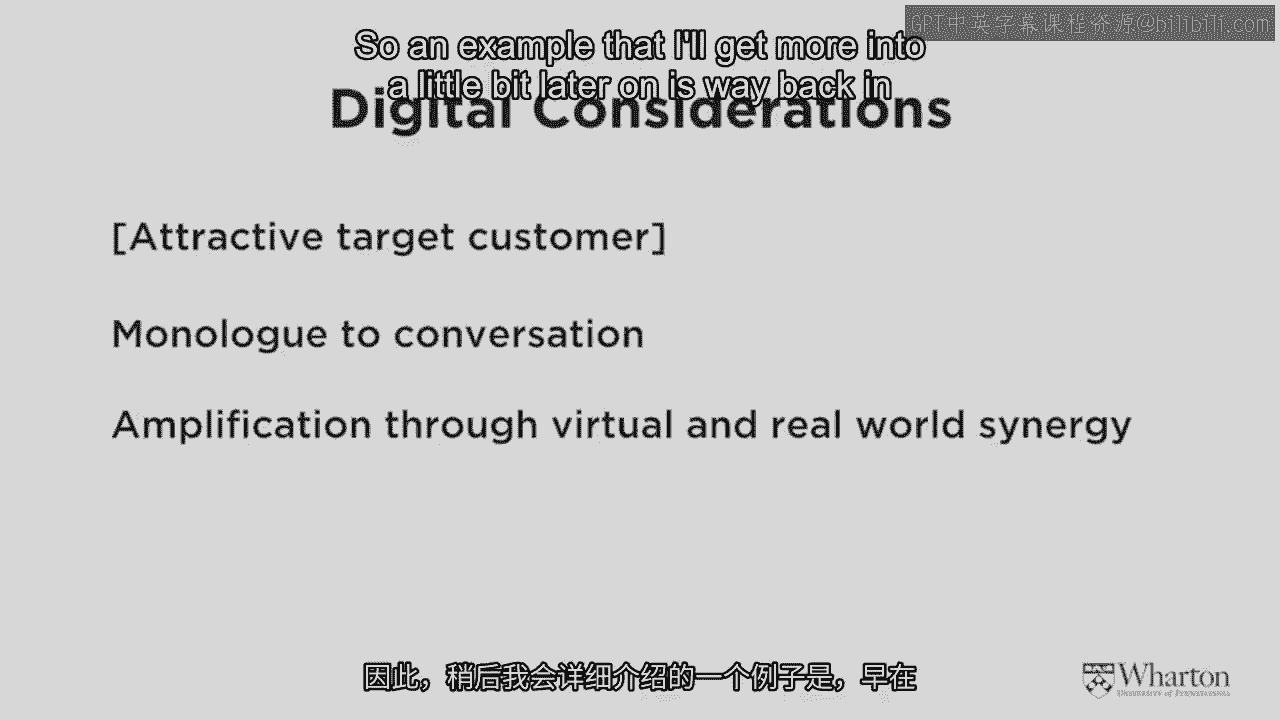 GPT中英字幕课程资源@bilibili.com
So an example that I'll get more into
a little bit later on is way back in
Digital Considerations
[Attractive target customer]
Monologue to conversation
Amplification through virtual and real world synergy
因此，稍后我会详细介绍的一个例子是，早在
Wharton
University of Pennsylvania